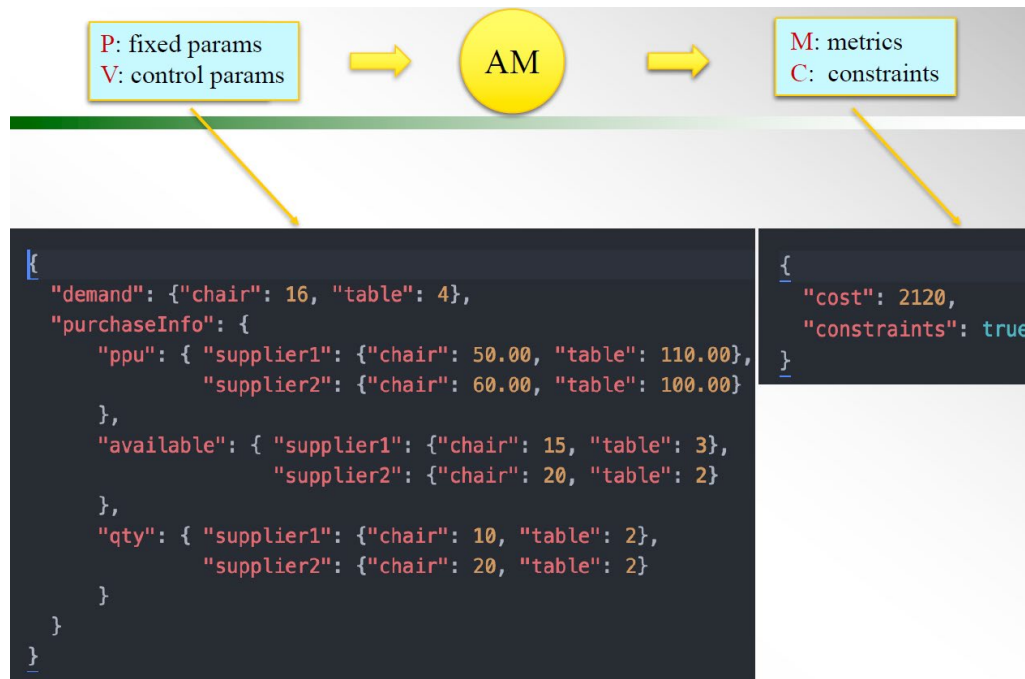 P: fixed params
V: control params
AM
M: metrics
C: constraints
{
"demand": {"chair": 16, "table": 4},
"purchaseInfo": {
"ppu": { "supplier1": {"chair": 50.00, "table": 110.00},
"supplier2": {"chair": 60.00, "table": 100.00}
},
"available": { "supplier1": {"chair": 15, "table": 3},
"supplier2": {"chair": 20, "table": 2}
},
"qty": { "supplier1": {"chair": 10, "table": 2},
"supplier2": {"chair": 20, "table": 2}
}
}
}
{
"cost": 2120,
"constraints": true
}